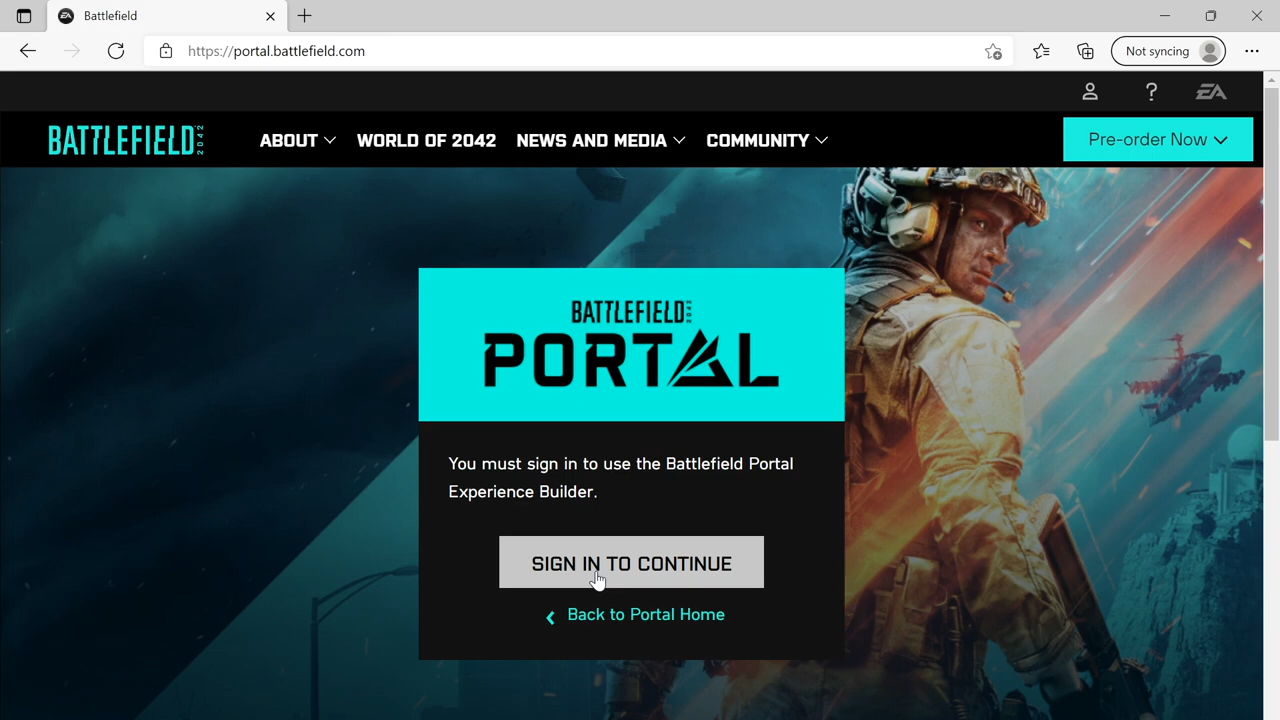 Battlefield
https://portal.battlefield.com
Not syncing
EA
BATTLEFIELD 2042
ABOUT
WORLD OF 2042
NEWS AND MEDIA
COMMUNITY
Pre-order Now
BATTLEFIELD 2042
PORTAL
You must sign in to use the Battlefield Portal
Experience Builder.
SIGN IN TO CONTINUE
Back to Portal Home